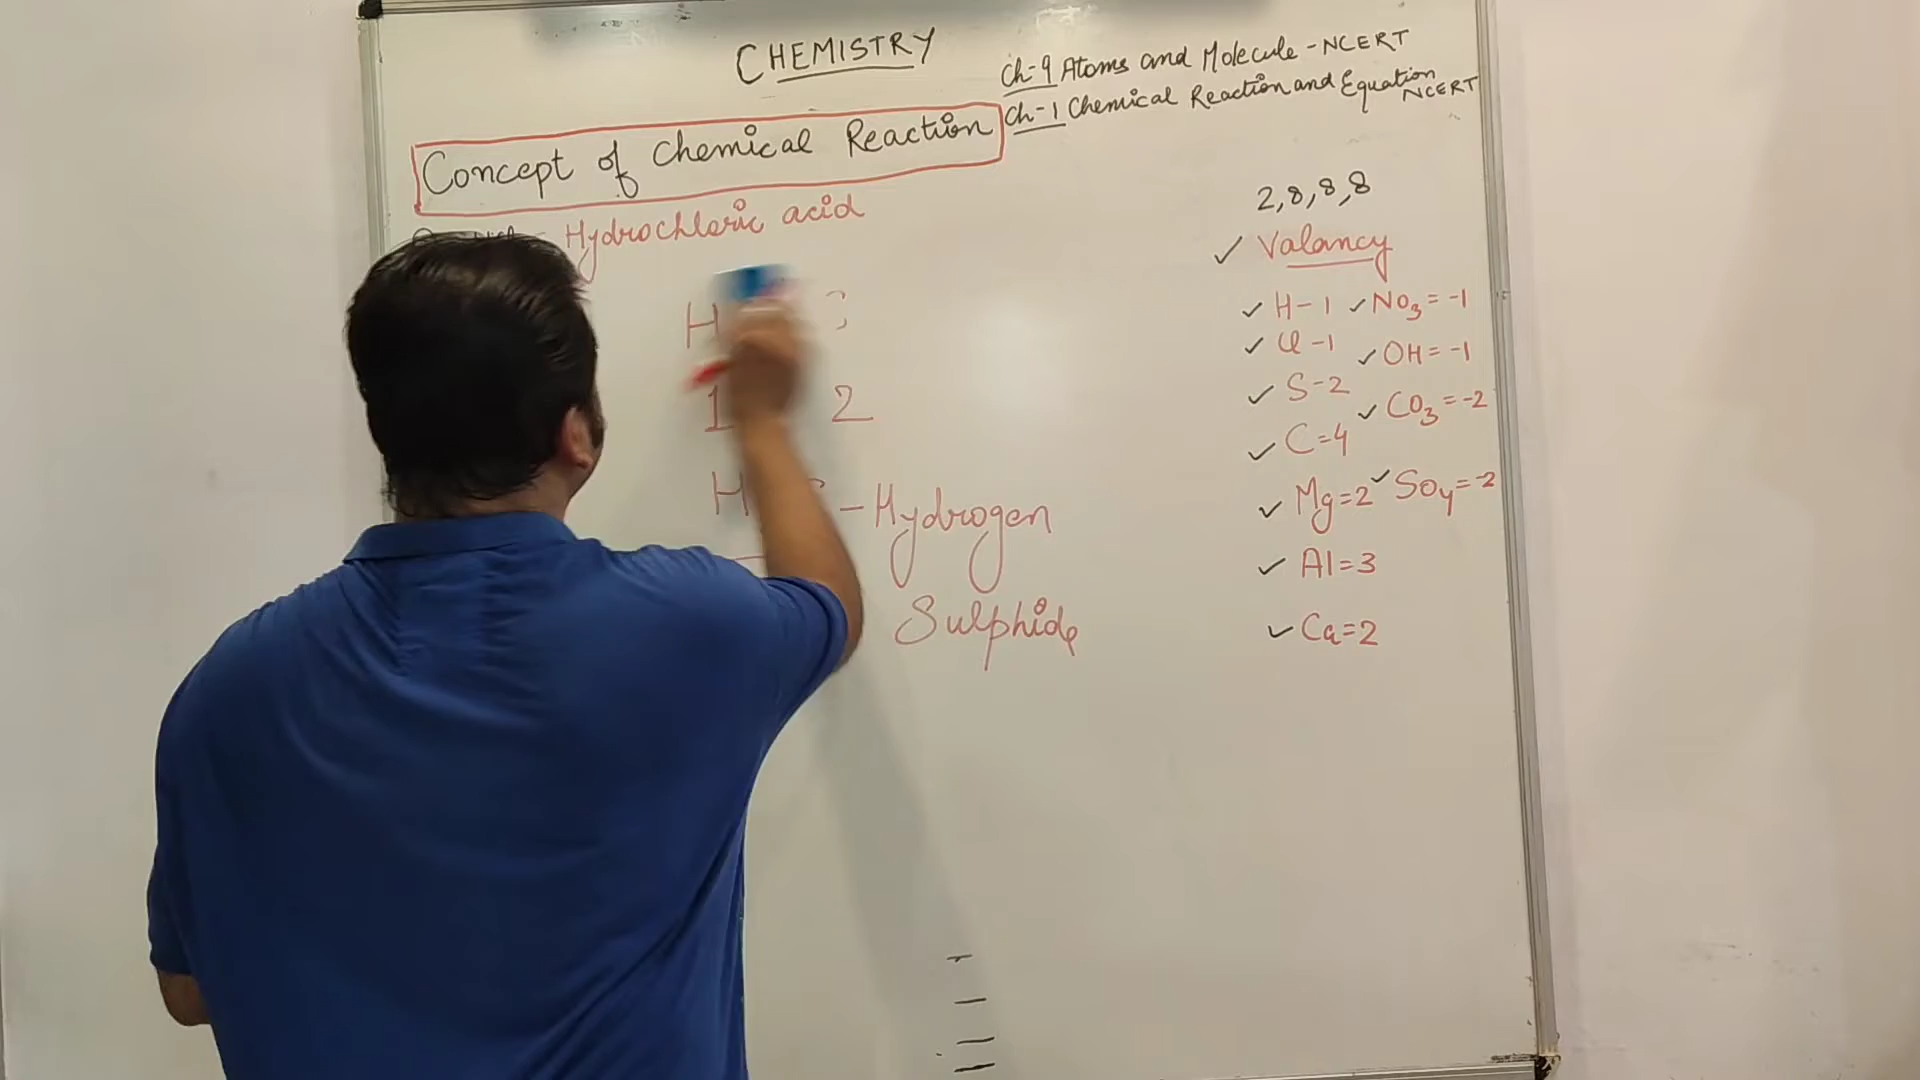 CHEMISTRY
Ch-9 Atoms and Molecule - NCERT
Ch-1 Chemical Reaction and Equation
NCERT
Concept of Chemical Reaction
Hydrochloric acid
2,8,8,8
✓ Valancy
✓ H-1 ✓ NO3 = -1
✓ Cl -1 ✓ OH = -1
✓ S-2 ✓ CO3 = -2
✓ C=4
✓ Mg=2 ✓ SO4 = -2
✓ Al=3
✓ Ca=2
H
1 2
H - Hydrogen
Sulphide